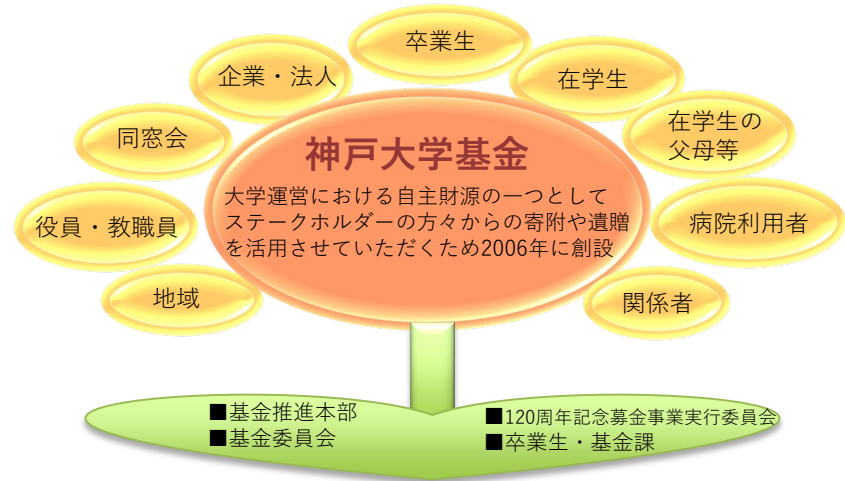 卒業生
企業・法人
在学生
同窓会
在学生の
父母等
神戸大学基金
大学運営における自主財源の一つとして
ステークホルダーの方々からの寄附や遺贈
を活用させていただくため2006年に創設
役員・教職員
病院利用者
地域
関係者
■基金推進本部
■基金委員会
■120周年記念募金事業実行委員会
■卒業生・基金課